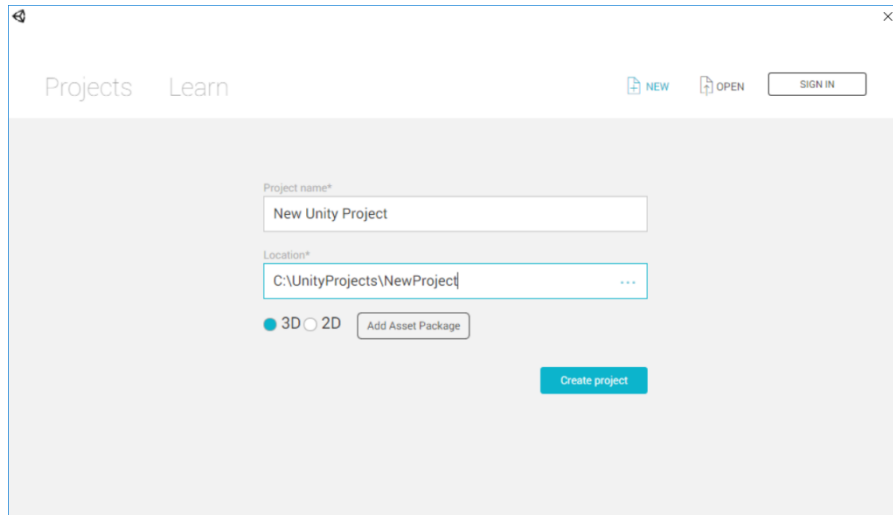 Projects Learn NEW OPEN SIGN IN
Project name*
New Unity Project
Location*
C:\UnityProjects\NewProject ...
3D 2D Add Asset Package
Create project